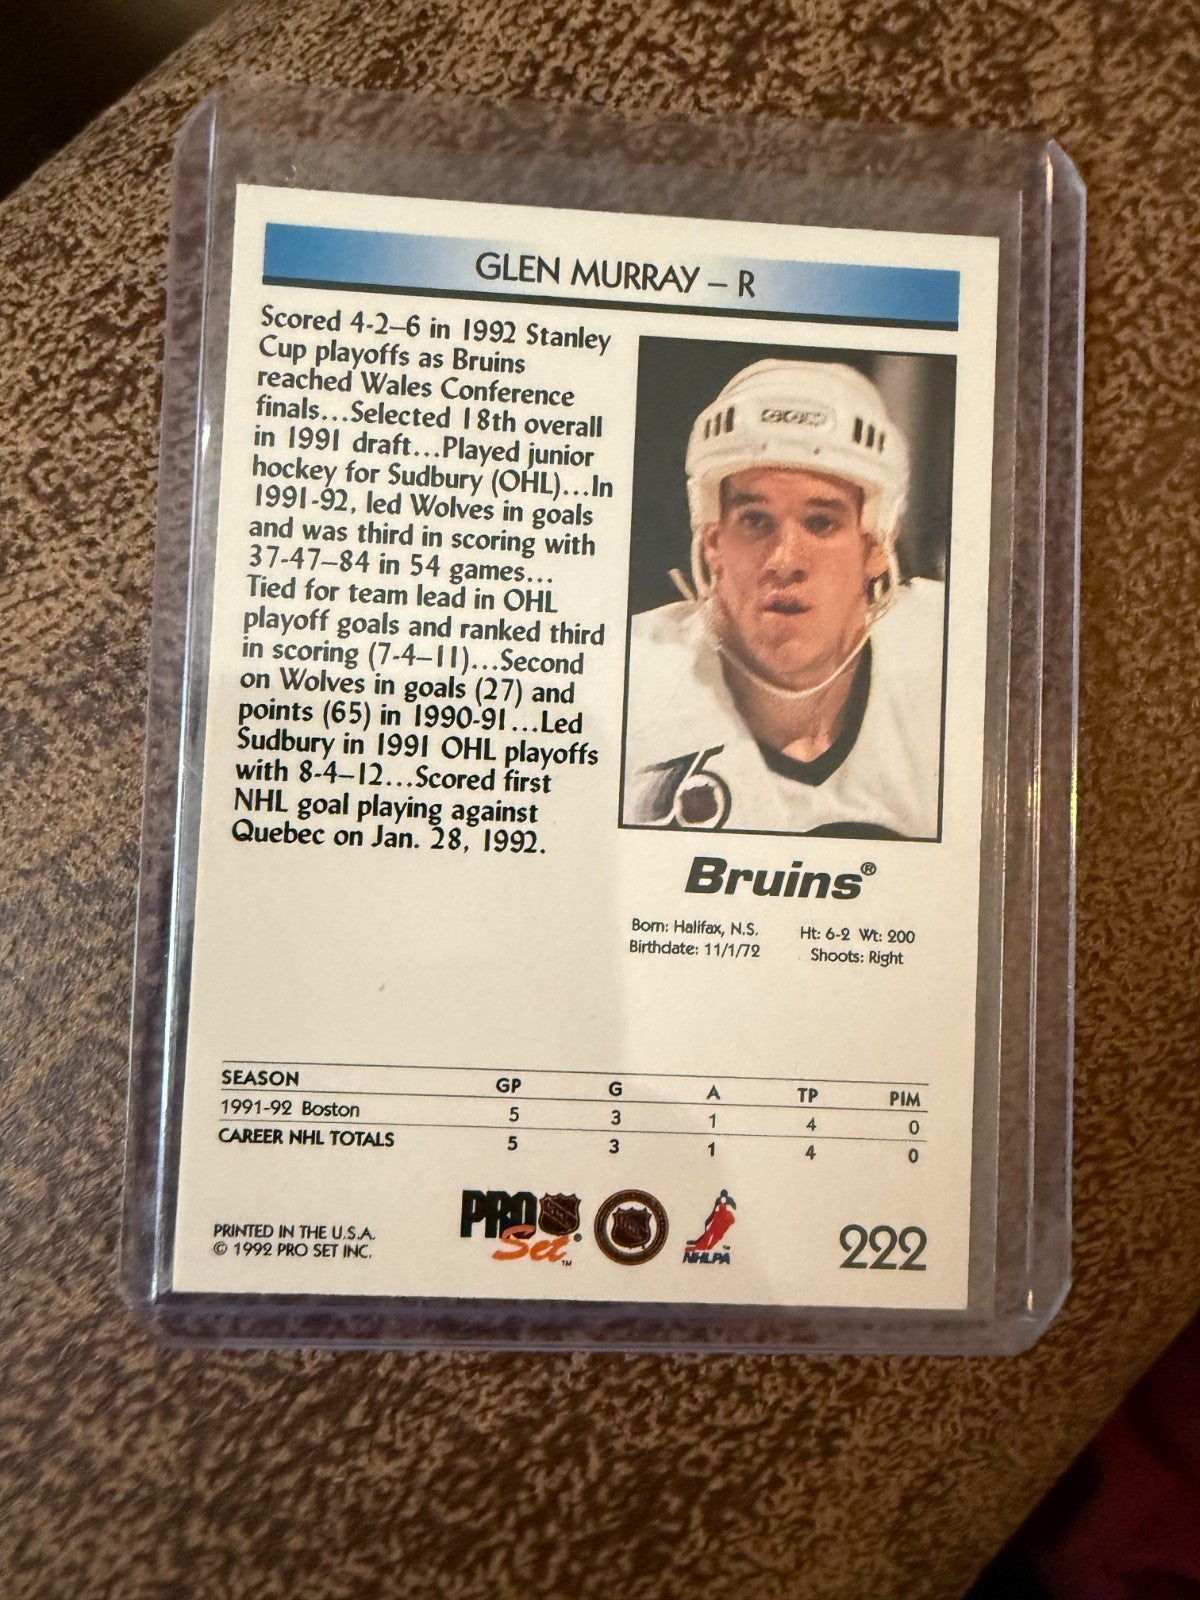 GLEN MURRAY – R
Scored 4-2–6 in 1992 Stanley
Cup playoffs as Bruins
reached Wales Conference
finals...Selected 18th overall
in 1991 draft...Played junior
hockey for Sudbury (OHL)...In
1991-92, led Wolves in goals
and was third in scoring with
37-47–84 in 54 games...
Tied for team lead in OHL
playoff goals and ranked third
in scoring (7-4–11)...Second
on Wolves in goals (27) and
points (65) in 1990-91...Led
Sudbury in 1991 OHL playoffs
with 8-4–12...Scored first
NHL goal playing against
Quebec on Jan. 28, 1992.
75
Bruins®
Born: Halifax, N.S. Ht: 6-2 Wt: 200
Birthdate: 11/1/72 Shoots: Right
SEASON GP G A TP PIM
1991-92 Boston 5 3 1 4 0
CAREER NHL TOTALS 5 3 1 4 0
PRINTED IN THE U.S.A.
© 1992 PRO SET INC.
PRO
Set™
NHLPA™
222